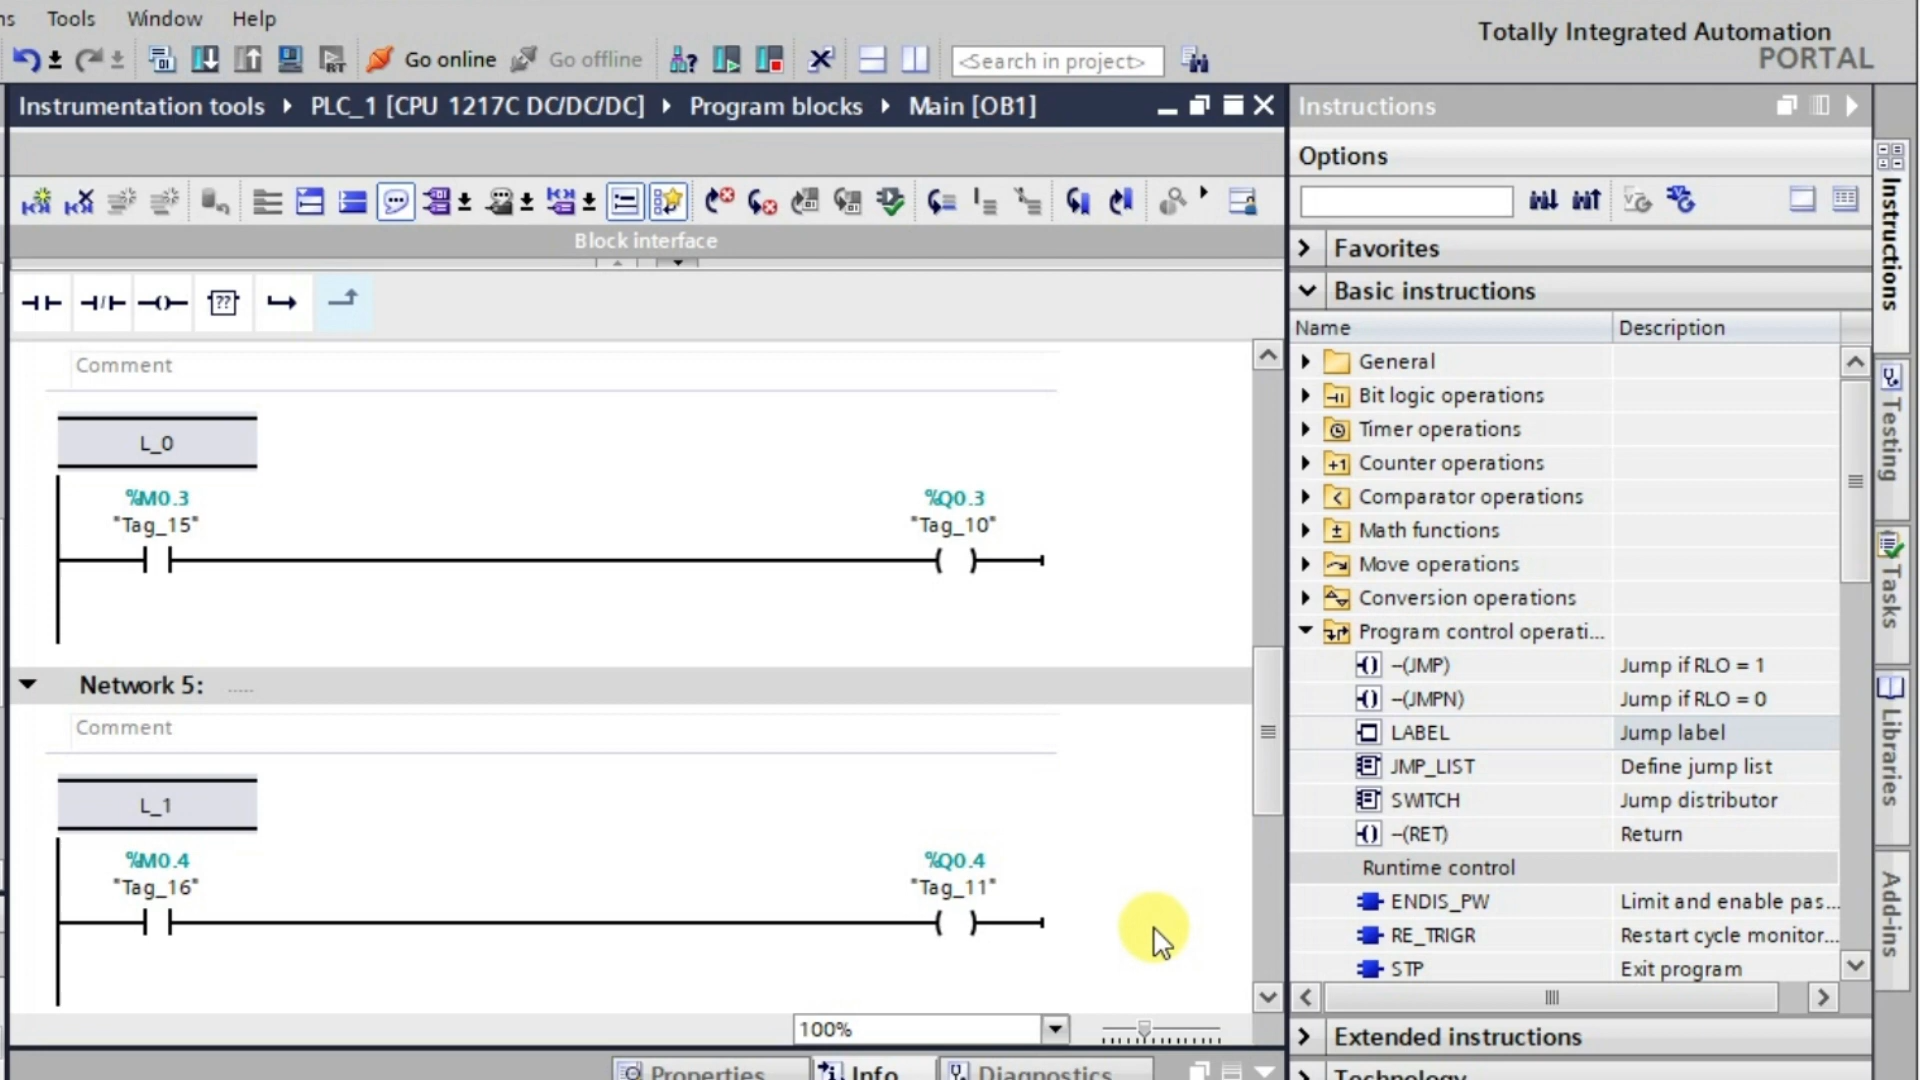 ns Tools Window Help
Totally Integrated Automation
PORTAL
Go online Go offline <Search in project>
Instrumentation tools PLC_1 [CPU 1217C DC/DC/DC] Program blocks Main [OB1]
Block interface
??
Comment
L_0
%M0.3 %Q0.3
"Tag_15" "Tag_10"
Network 5: .....
Comment
L_1
%M0.4 %Q0.4
"Tag_16" "Tag_11"
100%
Properties Info Diagnostics
Instructions
Options
Favorites
Basic instructions
Name Description
General
Bit logic operations
Timer operations
Counter operations
Comparator operations
Math functions
Move operations
Conversion operations
Program control operati...
–(JMP) Jump if RLO = 1
–(JMPN) Jump if RLO = 0
LABEL Jump label
JMP_LIST Define jump list
SWITCH Jump distributor
–(RET) Return
Runtime control
ENDIS_PW Limit and enable pas...
RE_TRIGR Restart cycle monitor...
STP Exit program
Extended instructions
Technology
Instructions
Testing
Tasks
Libraries
Add-ins